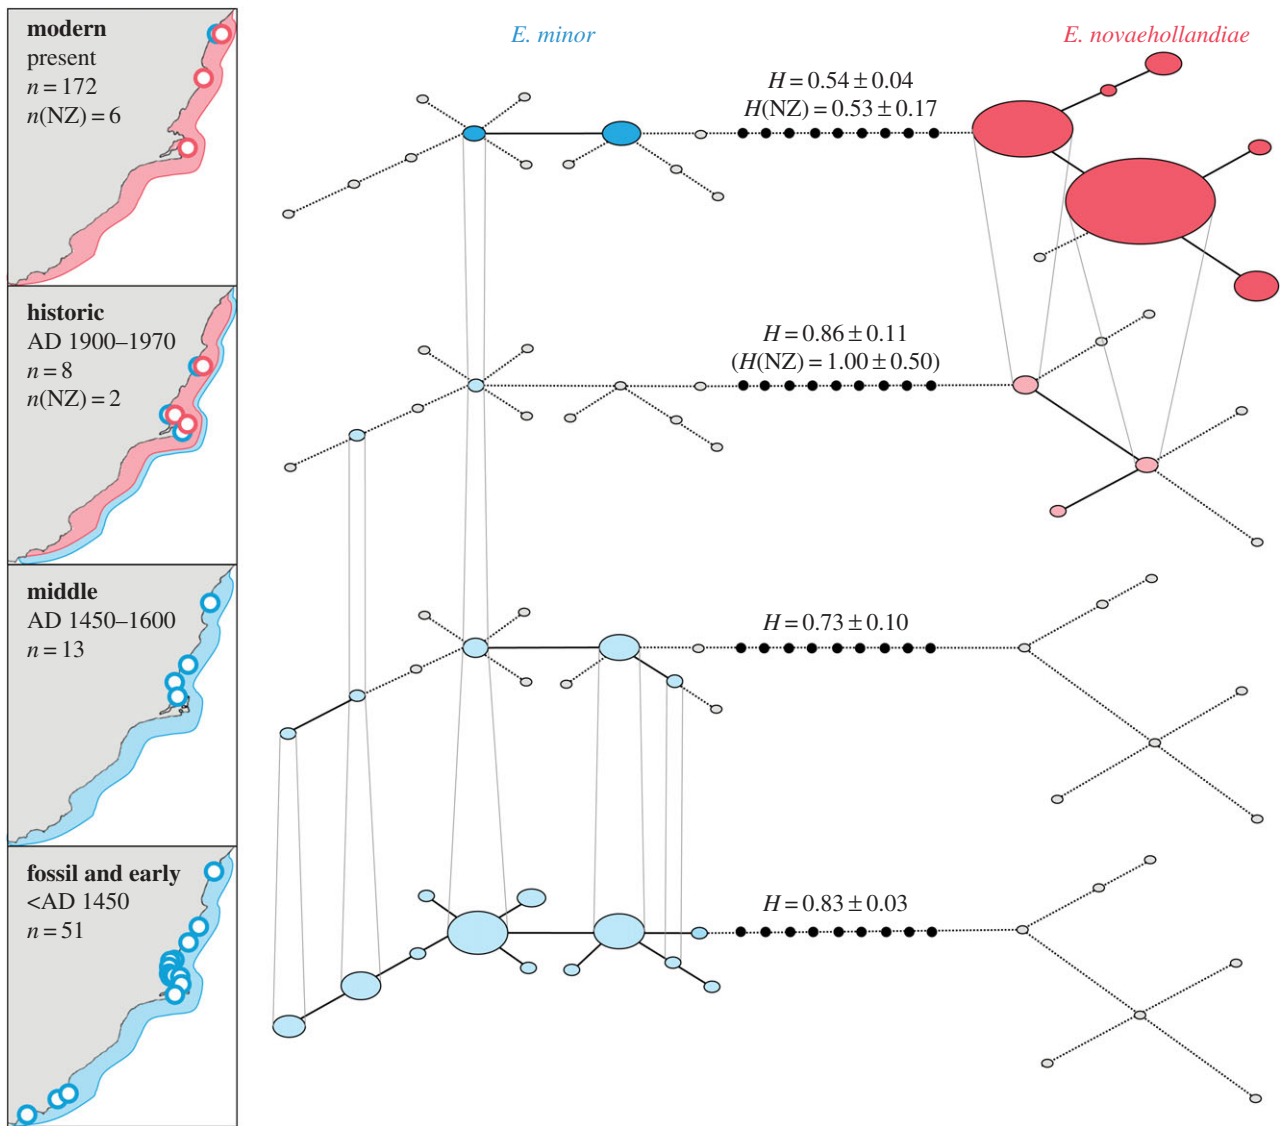 E. minor
E. novaehollandiae
modern
present
n = 172
n(NZ) = 6
H = 0.54 ± 0.04
H(NZ) = 0.53 ± 0.17
historic
AD 1900–1970
n = 8
n(NZ) = 2
H = 0.86 ± 0.11
(H(NZ) = 1.00 ± 0.50)
middle
AD 1450–1600
n = 13
H = 0.73 ± 0.10
fossil and early
<AD 1450
n = 51
H = 0.83 ± 0.03